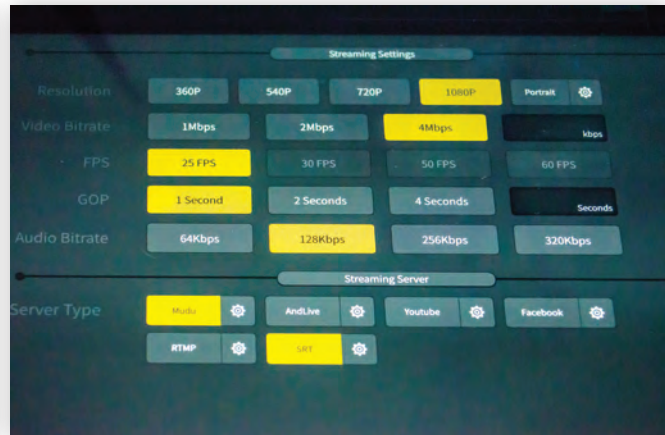 Streaming Settings
Resolution 360P 540P 720P 1080P Portrait
Video Bitrate 1Mbps 2Mbps 4Mbps kbps
FPS 25 FPS 30 FPS 50 FPS 60 FPS
GOP 1 Second 2 Seconds 4 Seconds Seconds
Audio Bitrate 64Kbps 128Kbps 256Kbps 320Kbps
Streaming Server
Server Type Mudu AndLive Youtube Facebook
RTMP SRT